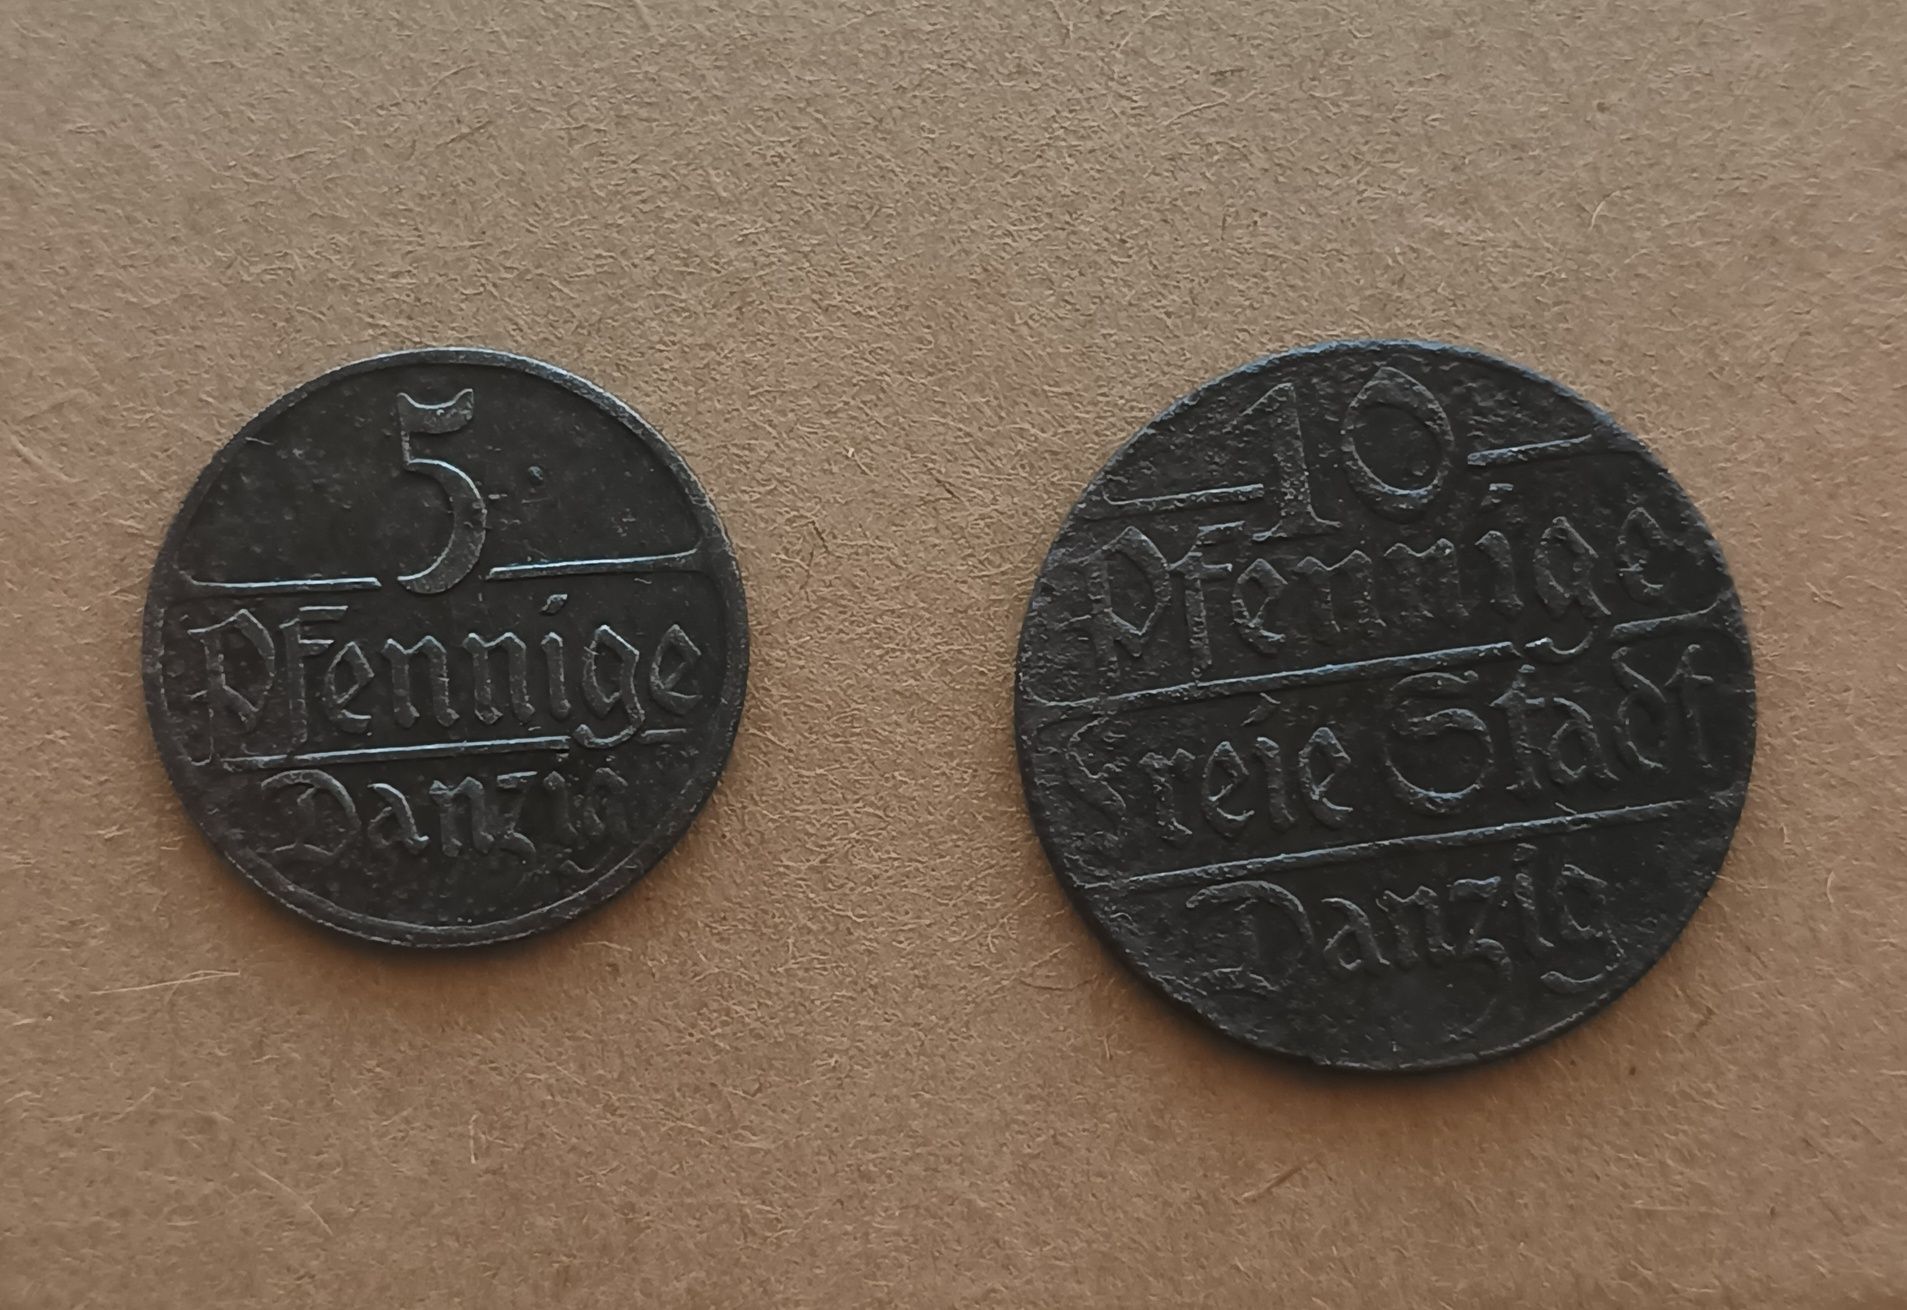 5
Pfennige
Danzig
10
Pfennige
Freie Stadt
Danzig